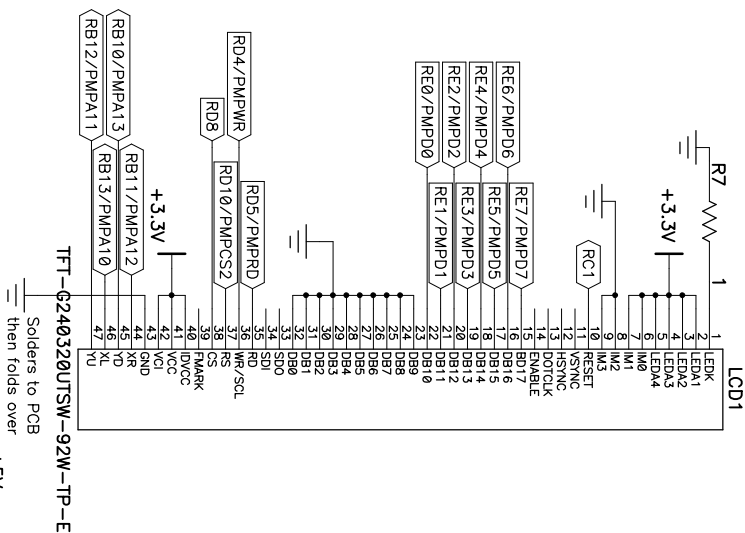 LCD1
R7
1
+3.3V
RC1
RE7/PMPD7
RE6/PMPD6
RE5/PMPD5
RE4/PMPD4
RE3/PMPD3
RE2/PMPD2
RE1/PMPD1
RE0/PMPD0
RD5/PMPRD
RD4/PMPWR
RD10/PMPCS2
RD8
+3.3V
RB11/PMPA12
RB10/PMPA13
RB13/PMPA10
RB12/PMPA11
1 LEDK
2 LEDA1
3 LEDA2
4 LEDA3
5 LEDA4
6 IM0
7 IM1
8 IM2
9 IM3
10 RESET
11 VSYNC
12 HSYNC
13 DOTCLK
14 ENABLE
15 BD17
16 DB16
17 DB15
18 DB14
19 DB13
20 DB12
21 DB11
22 DB10
23 DB9
24 DB8
25 DB7
26 DB6
27 DB5
28 DB4
29 DB3
30 DB2
31 DB1
32 DB0
33 SDO
34 SDI
35 RD
36 WR/SCL
37 RS
38 CS
39 FMARK
40 IDVCC
41 VCC
42 VCI
43 GND
44 XR
45 YD
46 XL
47 YU
TFT-G240320UTSW-92W-TP-E
Solders to PCB
then folds over